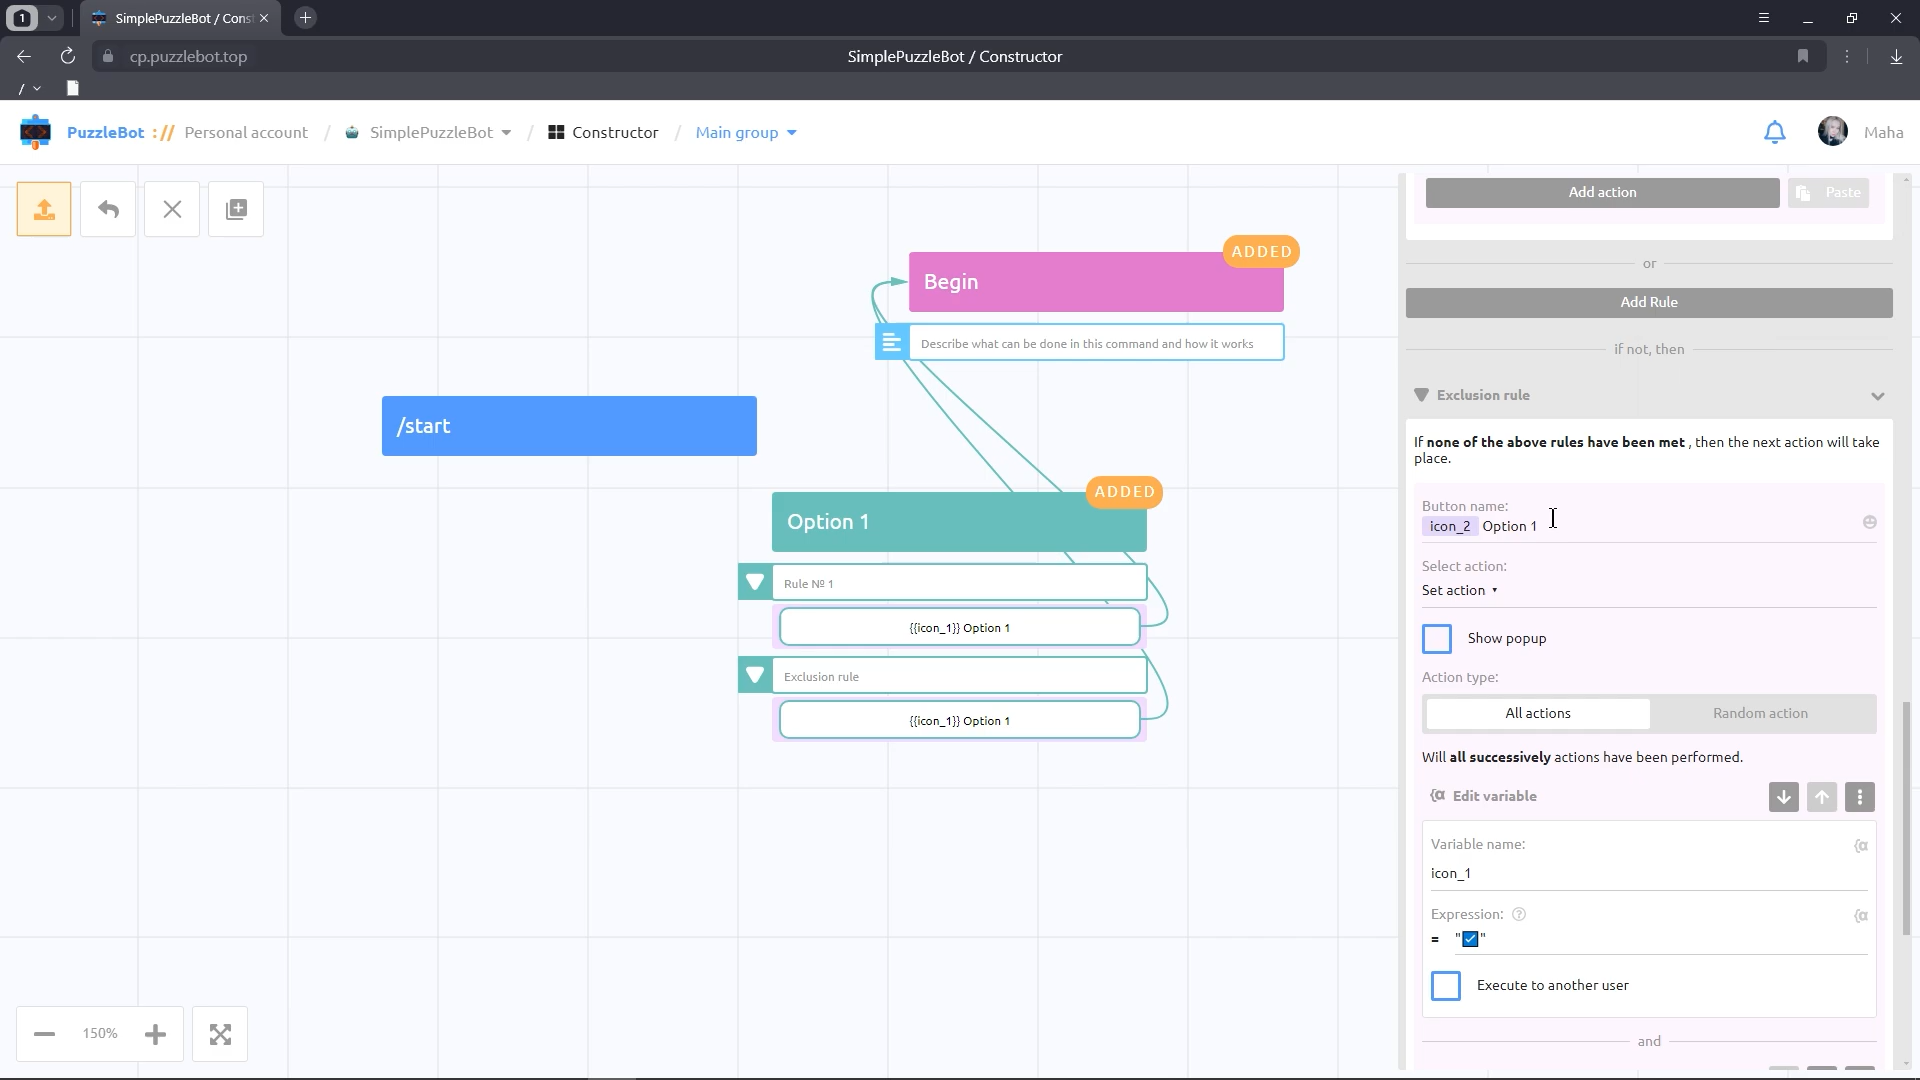 1
SimplePuzzleBot / Cons
cp.puzzlebot.top
SimplePuzzleBot / Constructor
/
PuzzleBot ://
Personal account
/
SimplePuzzleBot
/
Constructor
/
Main group
Maha
Add action
Paste
or
Add Rule
if not, then
Exclusion rule
If none of the above rules have been met , then the next action will take
place.
Button name:
icon_2 Option 1
Select action:
Set action
Show popup
Action type:
All actions
Random action
Will all successively actions have been performed.
Edit variable
Variable name:
icon_1
Expression: ?
= "☑"
Execute to another user
and
ADDED
Begin
Describe what can be done in this command and how it works
/start
ADDED
Option 1
Rule № 1
{{icon_1}} Option 1
Exclusion rule
{{icon_1}} Option 1
150%